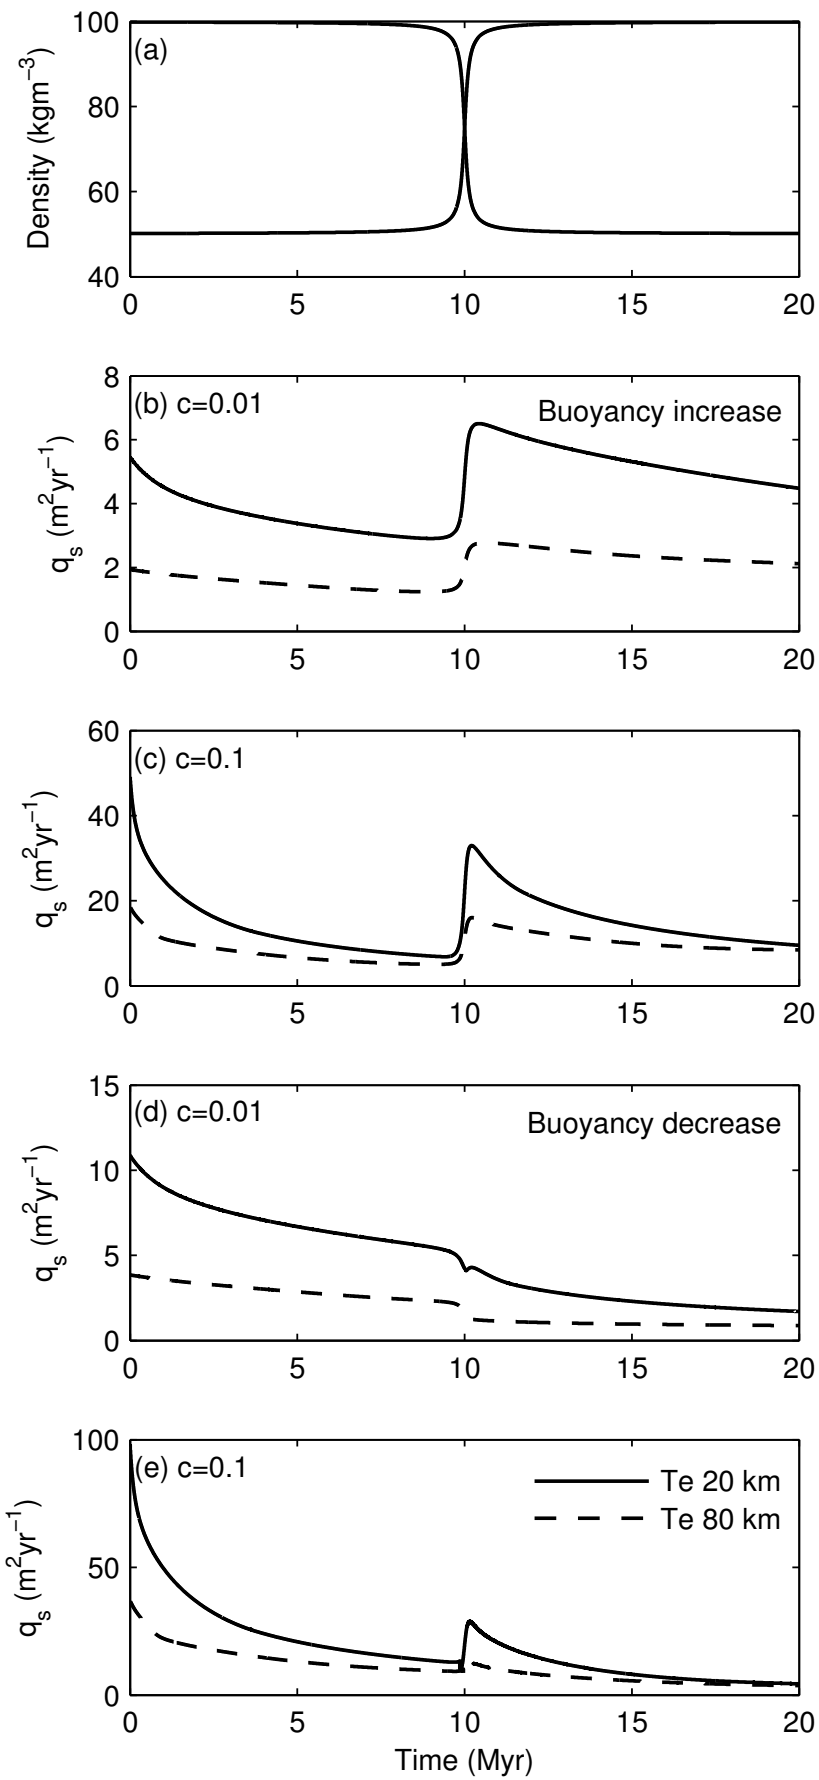 (a)
Density (kgm−3)
100
80
60
40
0 5 10 15 20
(b) c=0.01
Buoyancy increase
qs (m2yr−1)
8
6
4
2
0
0 5 10 15 20
(c) c=0.1
qs (m2yr−1)
60
40
20
0
0 5 10 15 20
(d) c=0.01
Buoyancy decrease
qs (m2yr−1)
15
10
5
0
0 5 10 15 20
(e) c=0.1
Te 20 km
Te 80 km
qs (m2yr−1)
100
50
0
0 5 10 15 20
Time (Myr)